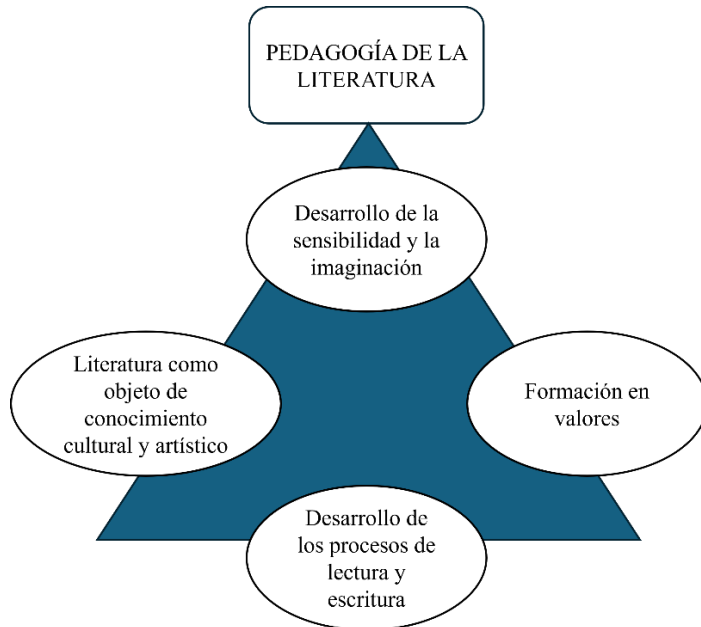 PEDAGOGÍA DE LA
LITERATURA
Desarrollo de la
sensibilidad y la
imaginación
Literatura como
objeto de
conocimiento
cultural y artístico
Formación en
valores
Desarrollo de
los procesos de
lectura y
escritura